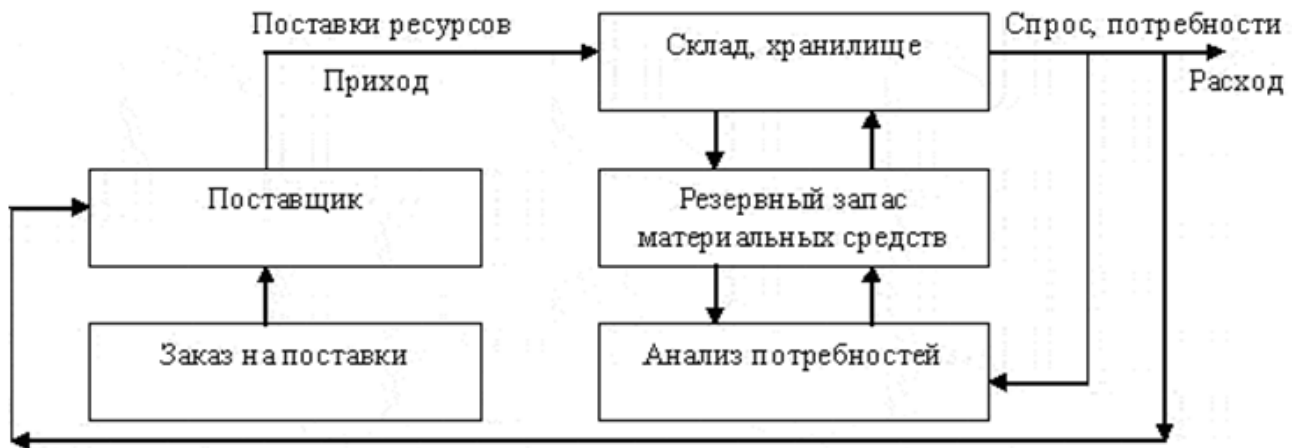 Поставки ресурсов
Приход
Склад, хранилище
Спрос, потребности
Расход
Поставщик
Резервный запас
материальных средств
Заказ на поставки
Анализ потребностей